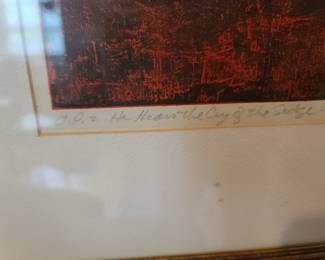 He Hears the Cry of the Sedge